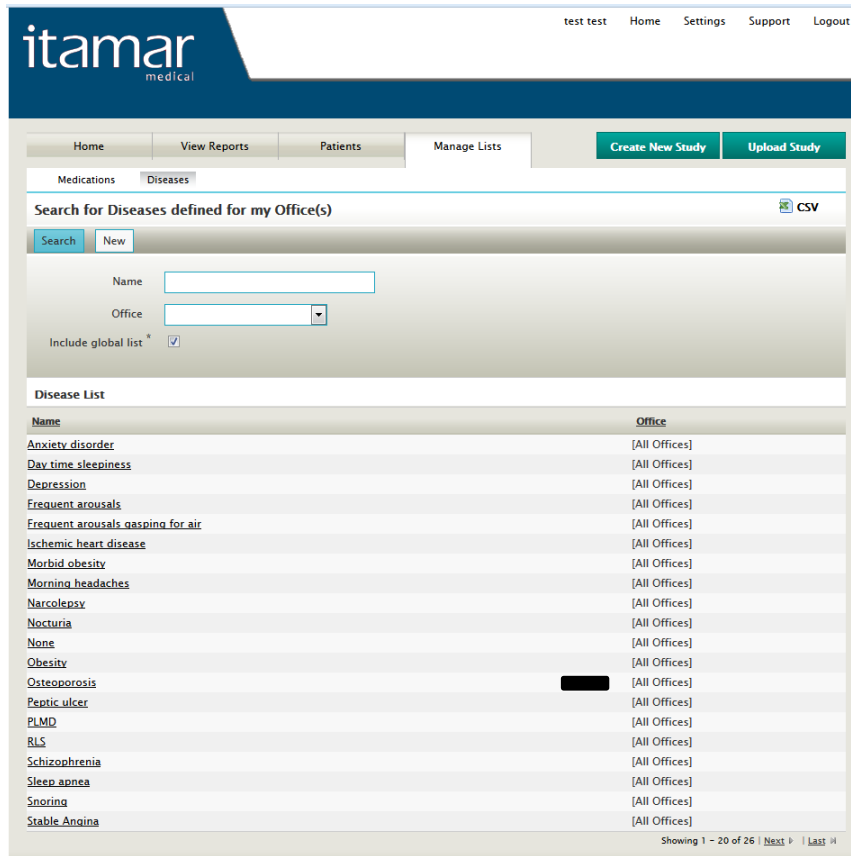 test test Home Settings Support Logout
itamar
medical
Home View Reports Patients Manage Lists Create New Study Upload Study
Medications Diseases
Search for Diseases defined for my Office(s) CSV
Search New
Name
Office
Include global list *
Disease List
Name Office
Anxiety disorder [All Offices]
Day time sleepiness [All Offices]
Depression [All Offices]
Frequent arousals [All Offices]
Frequent arousals gasping for air [All Offices]
Ischemic heart disease [All Offices]
Morbid obesity [All Offices]
Morning headaches [All Offices]
Narcolepsy [All Offices]
Nocturia [All Offices]
None [All Offices]
Obesity [All Offices]
Osteoporosis [All Offices]
Peptic ulcer [All Offices]
PLMD [All Offices]
RLS [All Offices]
Schizophrenia [All Offices]
Sleep apnea [All Offices]
Snoring [All Offices]
Stable Angina [All Offices]
Showing 1 - 20 of 26 | Next | Last